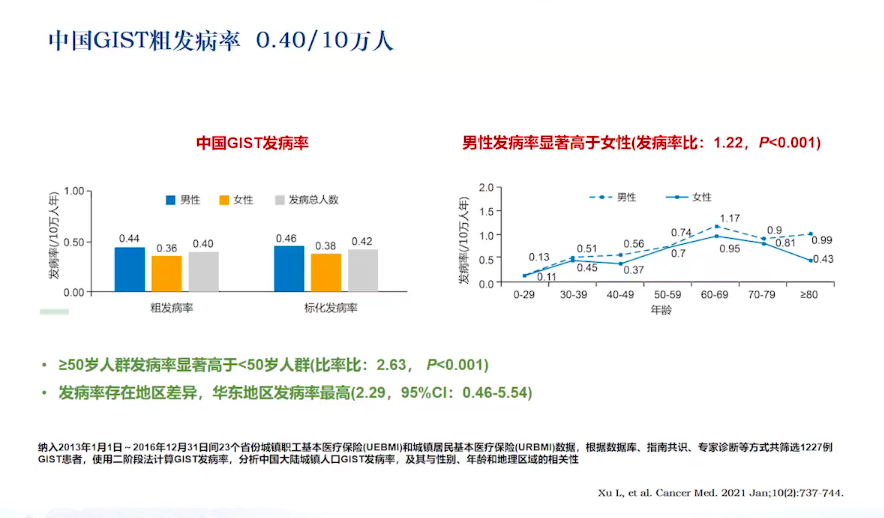 中国GIST粗发病率 0.40/10万人
中国GIST发病率
发病率(/10万人年)
1.00
0.50
0.00
男性
女性
发病总人数
0.44
0.36
0.40
0.46
0.38
0.42
粗发病率
标化发病率
男性发病率显著高于女性(发病率比：1.22，P<0.001)
发病率(/10万人年)
2.0
1.5
1.0
0.5
0.0
男性
女性
0.13
0.11
0.51
0.45
0.56
0.37
0.74
0.7
1.17
0.95
0.9
0.81
0.99
0.43
0-29
30-39
40-49
50-59
60-69
70-79
≥80
年龄
• ≥50岁人群发病率显著高于<50岁人群(比率比：2.63， P<0.001)
• 发病率存在地区差异，华东地区发病率最高(2.29，95%CI：0.46-5.54)
纳入2013年1月1日～2016年12月31日间23个省份城镇职工基本医疗保险(UEBMI)和城镇居民基本医疗保险(URBMI)数据，根据数据库、指南共识、专家诊断等方式共筛选1227例
GIST患者，使用二阶段法计算GIST发病率，分析中国大陆城镇人口GIST发病率，及其与性别、年龄和地理区域的相关性
Xu L, et al. Cancer Med. 2021 Jan;10(2):737-744.